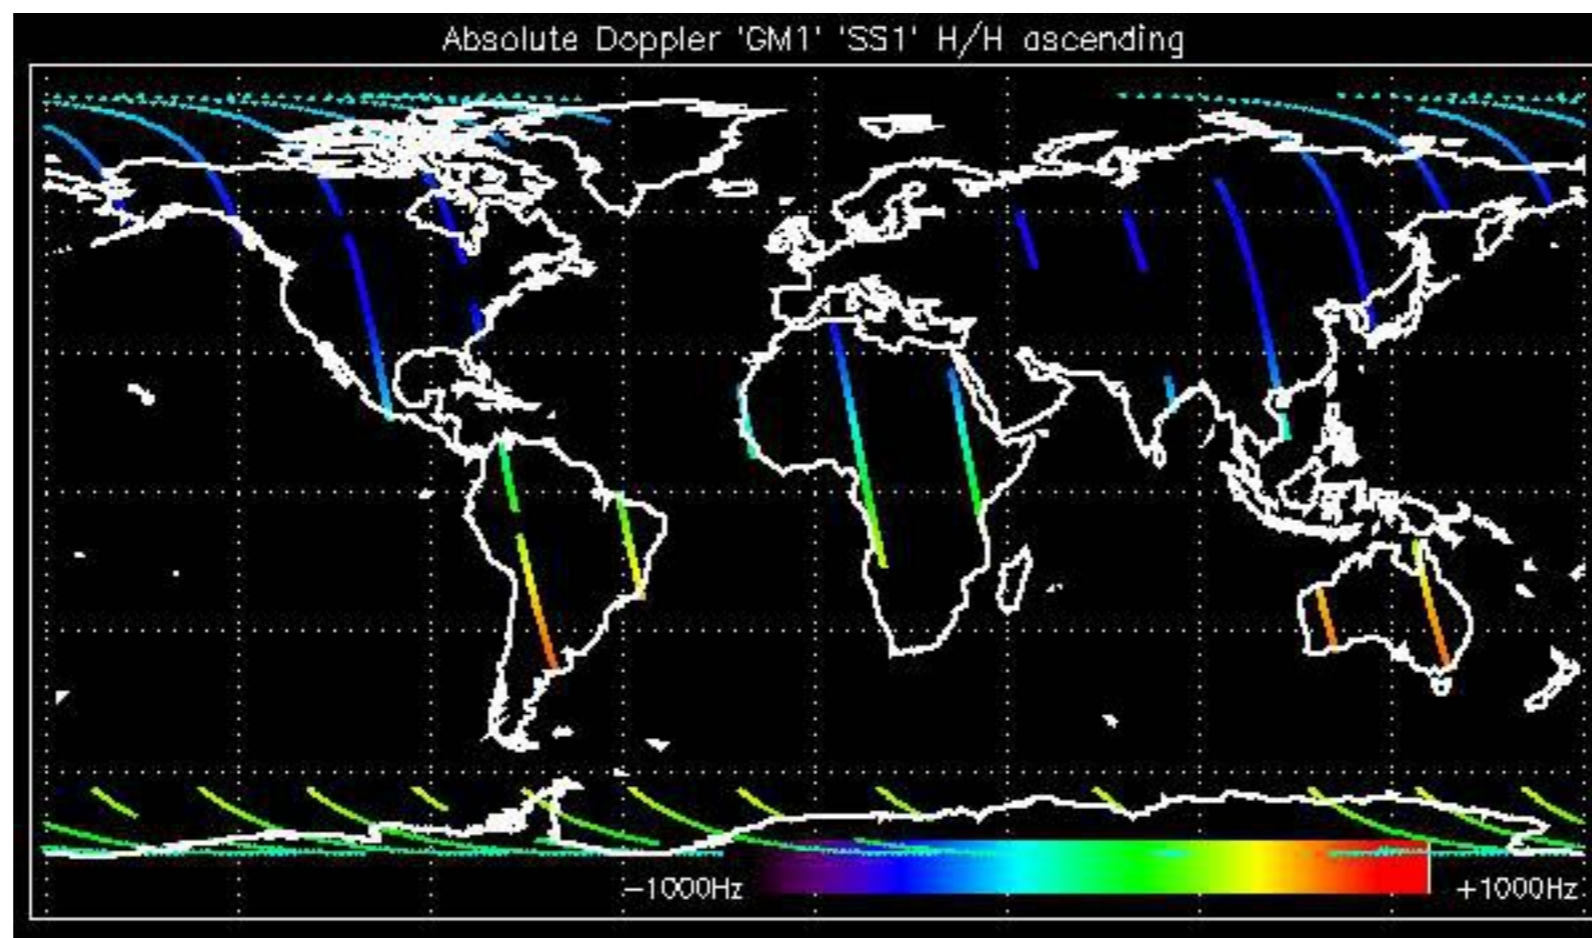 Absolute Doppler 'GM1' 'SS1' H/H ascending
-1000Hz
+1000Hz